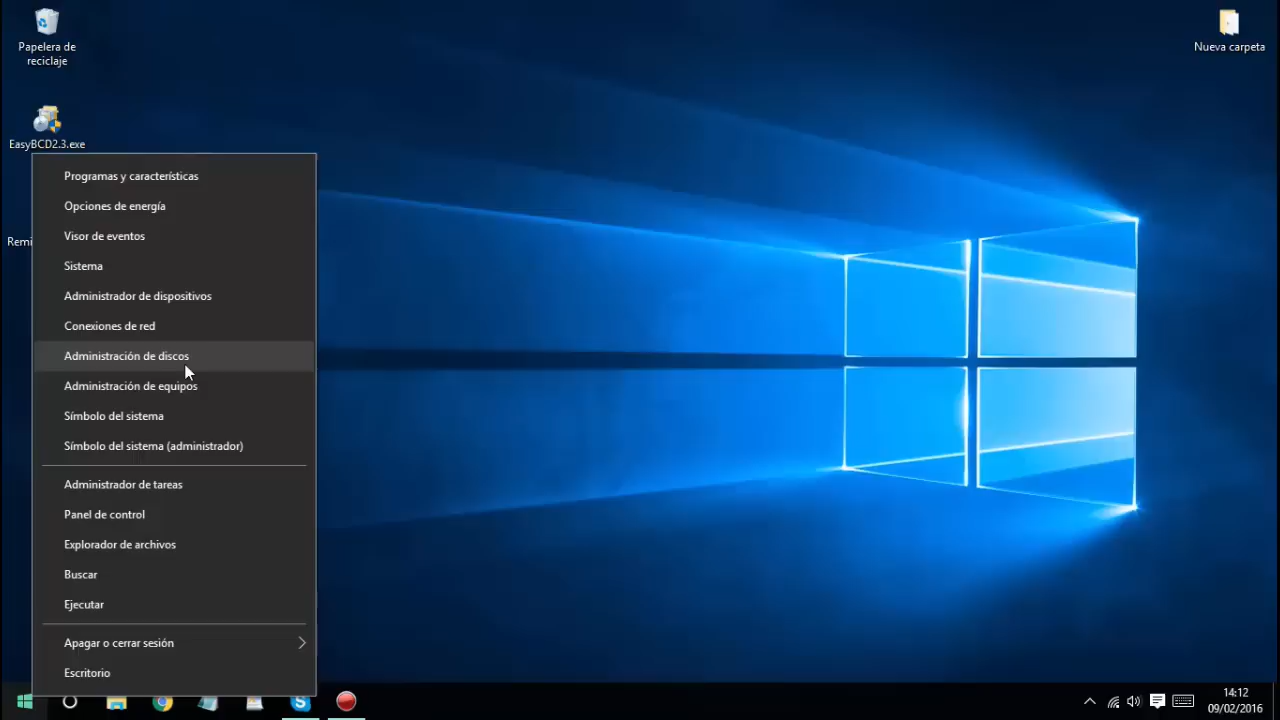 Papelera de
reciclaje
Nueva carpeta
EasyBCD2.3.exe
Remi
Programas y características
Opciones de energía
Visor de eventos
Sistema
Administrador de dispositivos
Conexiones de red
Administración de discos
Administración de equipos
Símbolo del sistema
Símbolo del sistema (administrador)
Administrador de tareas
Panel de control
Explorador de archivos
Buscar
Ejecutar
Apagar o cerrar sesión
Escritorio
14:12
09/02/2016